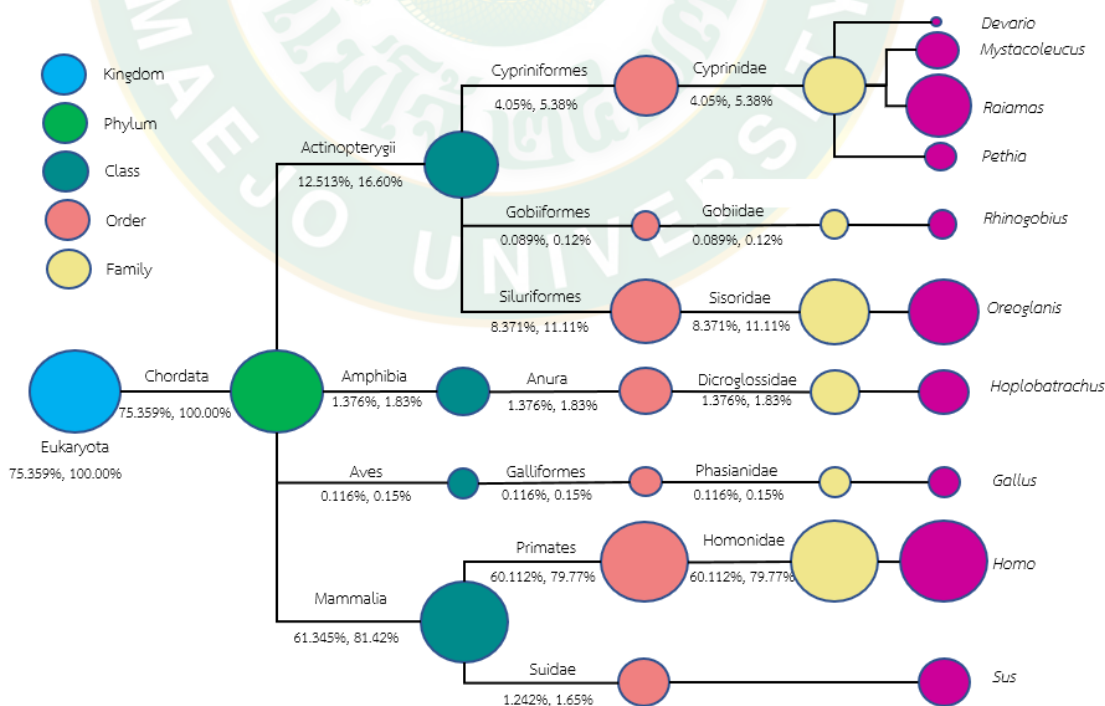 Kingdom
Phylum
Class
Order
Family
Eukaryota
75.359%, 100.00%
Chordata
75.359%, 100.00%
Actinopterygii
12.513%, 16.60%
Cypriniformes
4.05%, 5.38%
Cyprinidae
4.05%, 5.38%
Devario
Mystacoleucus
Raiamas
Pethia
Gobiiformes
0.089%, 0.12%
Gobiidae
0.089%, 0.12%
Rhinogobius
Siluriformes
8.371%, 11.11%
Sisoridae
8.371%, 11.11%
Oreoglanis
Amphibia
1.376%, 1.83%
Anura
1.376%, 1.83%
Dicroglossidae
1.376%, 1.83%
Hoplobatrachus
Aves
0.116%, 0.15%
Galliformes
0.116%, 0.15%
Phasianidae
0.116%, 0.15%
Gallus
Mammalia
61.345%, 81.42%
Primates
60.112%, 79.77%
Homonidae
60.112%, 79.77%
Homo
Suidae
1.242%, 1.65%
Sus
MAEJO UNIVERSITY